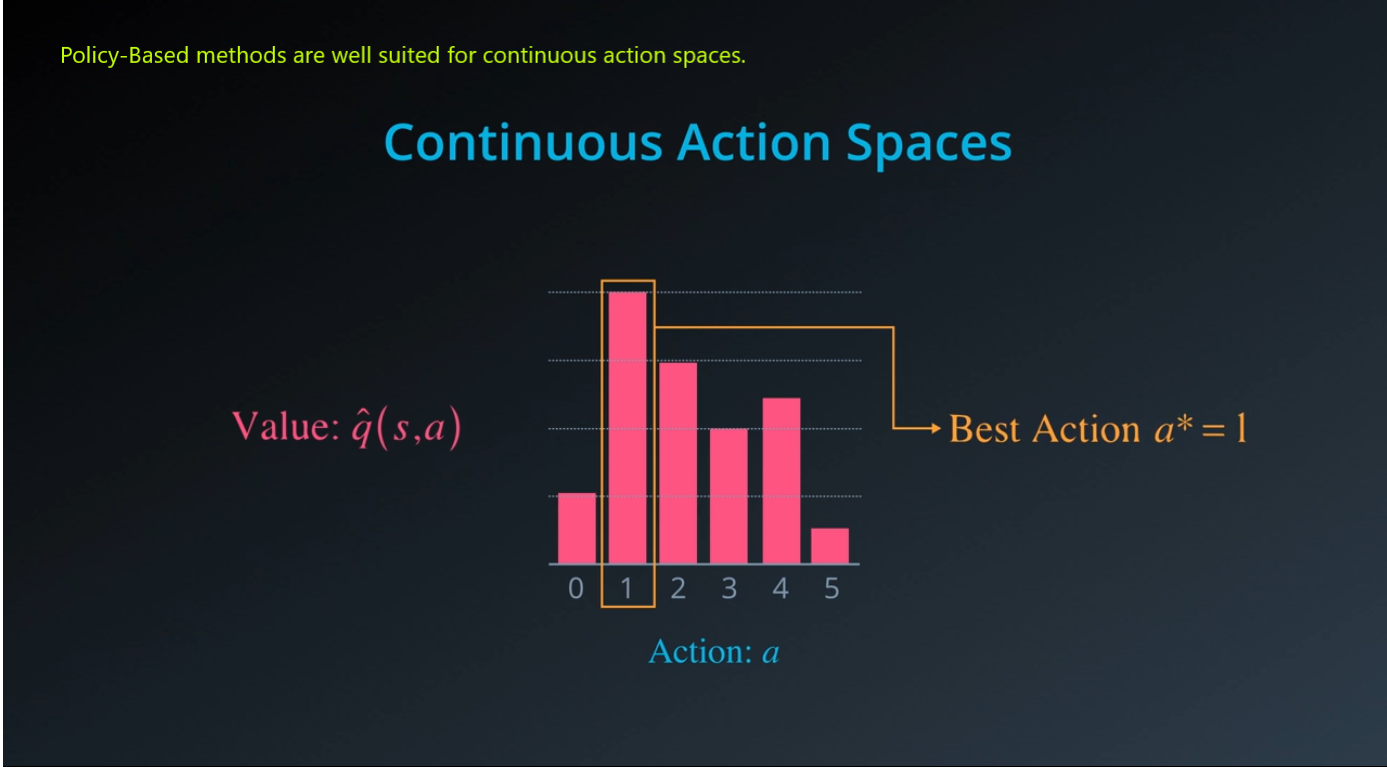 Policy-Based methods are well suited for continuous action spaces.
Continuous Action Spaces
Value: q̂(s,a)
Best Action a* = 1
0 1 2 3 4 5
Action: a